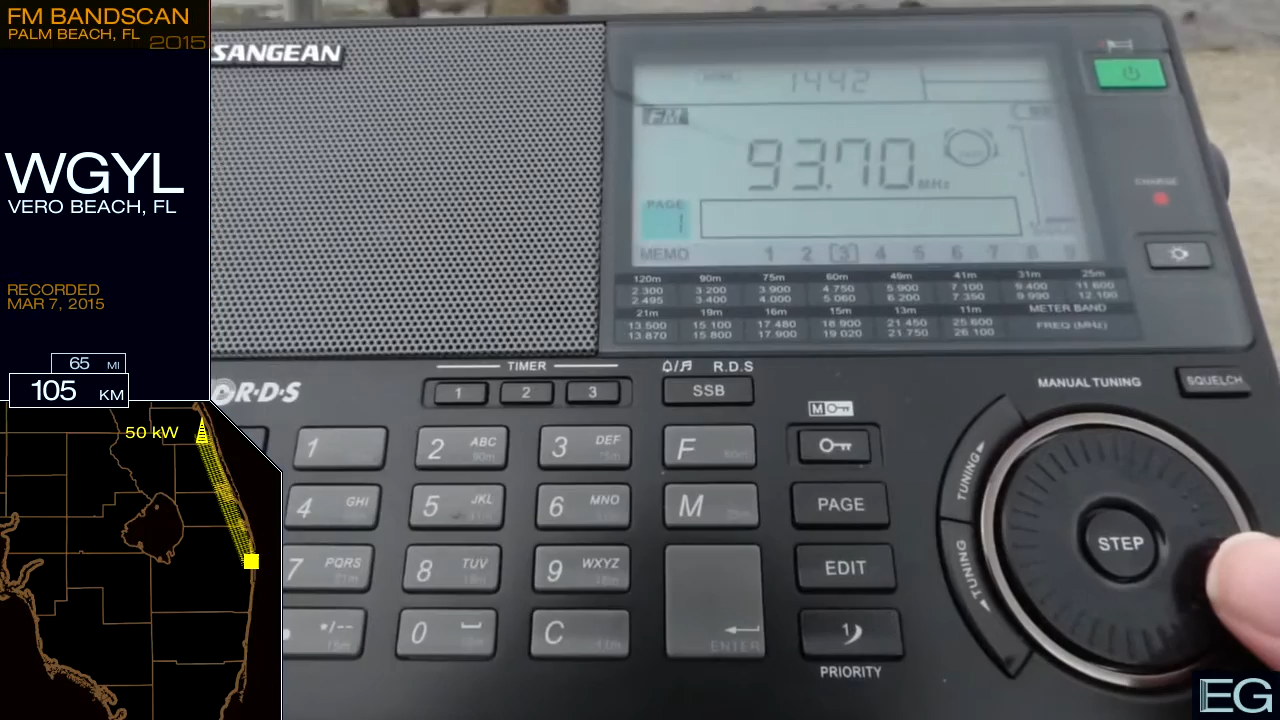 FM BANDSCAN
PALM BEACH, FL
2015
WGYL
VERO BEACH, FL
RECORDED
MAR 7, 2015
65 MI
105 KM
50 kW
SANGEAN
1442
FM
93.70 MHz
PAGE
1
MEMO 1 2 3 4 5 6 7 8 9
120m 90m 75m 60m 49m 41m 31m 25m
2.300 3.200 3.900 4.750 5.900 7.100 9.400 11.600
2.495 3.400 4.000 5.060 6.200 7.350 9.990 12.100
21m 19m 16m 15m 13m 11m METER BAND
13.500 15.100 17.480 18.900 21.450 25.600 FREQ (MHz)
13.870 15.800 17.900 19.020 21.750 26.100
CHARGE
R·D·S
TIMER
1 2 3
R.D.S
SSB
MANUAL TUNING
SQUELCH
M
1
2 ABC 90m
3 DEF
F
4 GHI
5 JKL
6 MNO
M
PAGE
7 PQRS
8 TUV
9 WXYZ
EDIT
*/--
0
C
ENTER
1
PRIORITY
TUNING
TUNING
STEP
EG